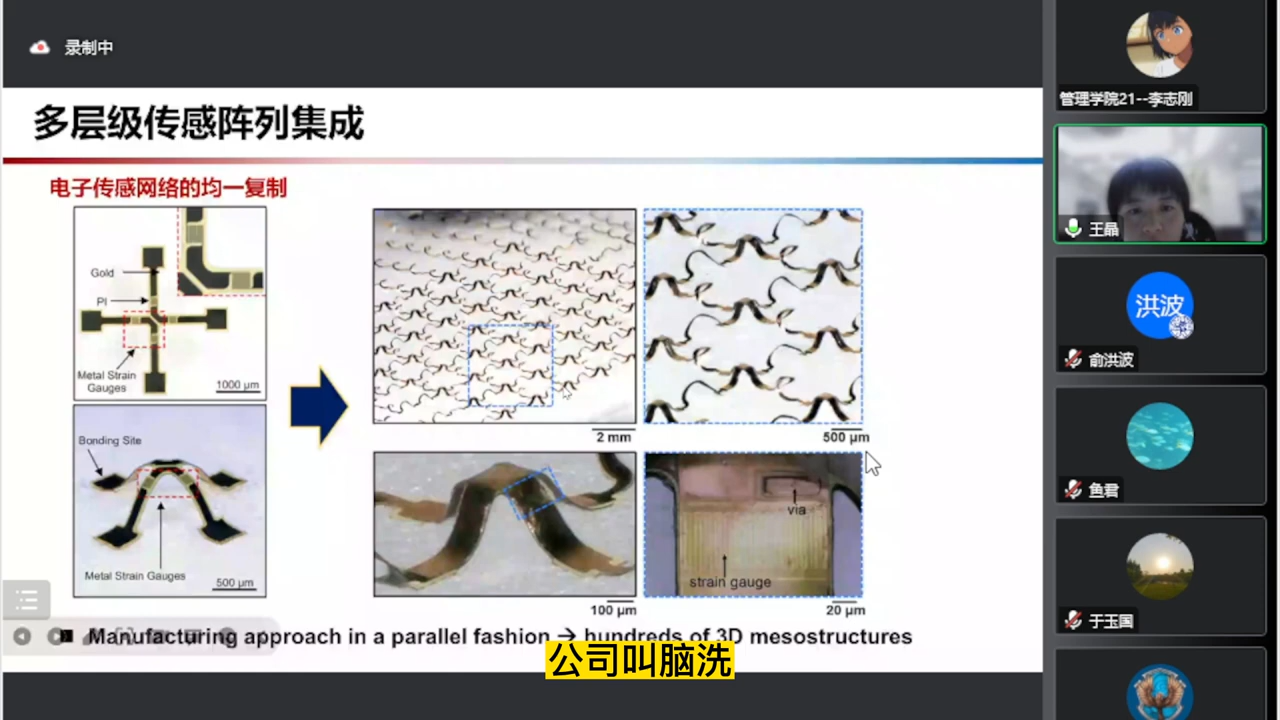 录制中
多层级传感阵列集成
电子传感网络的均一复制
Gold
PI
Metal Strain
Gauges
1000 μm
Bonding Site
Metal Strain Gauges
500 μm
2 mm
500 μm
via
strain gauge
100 μm
20 μm
Manufacturing approach in a parallel fashion → hundreds of 3D mesostructures
公司叫脑洗
管理学院21--李志刚
王晶
洪波
俞洪波
鱼君
于玉国